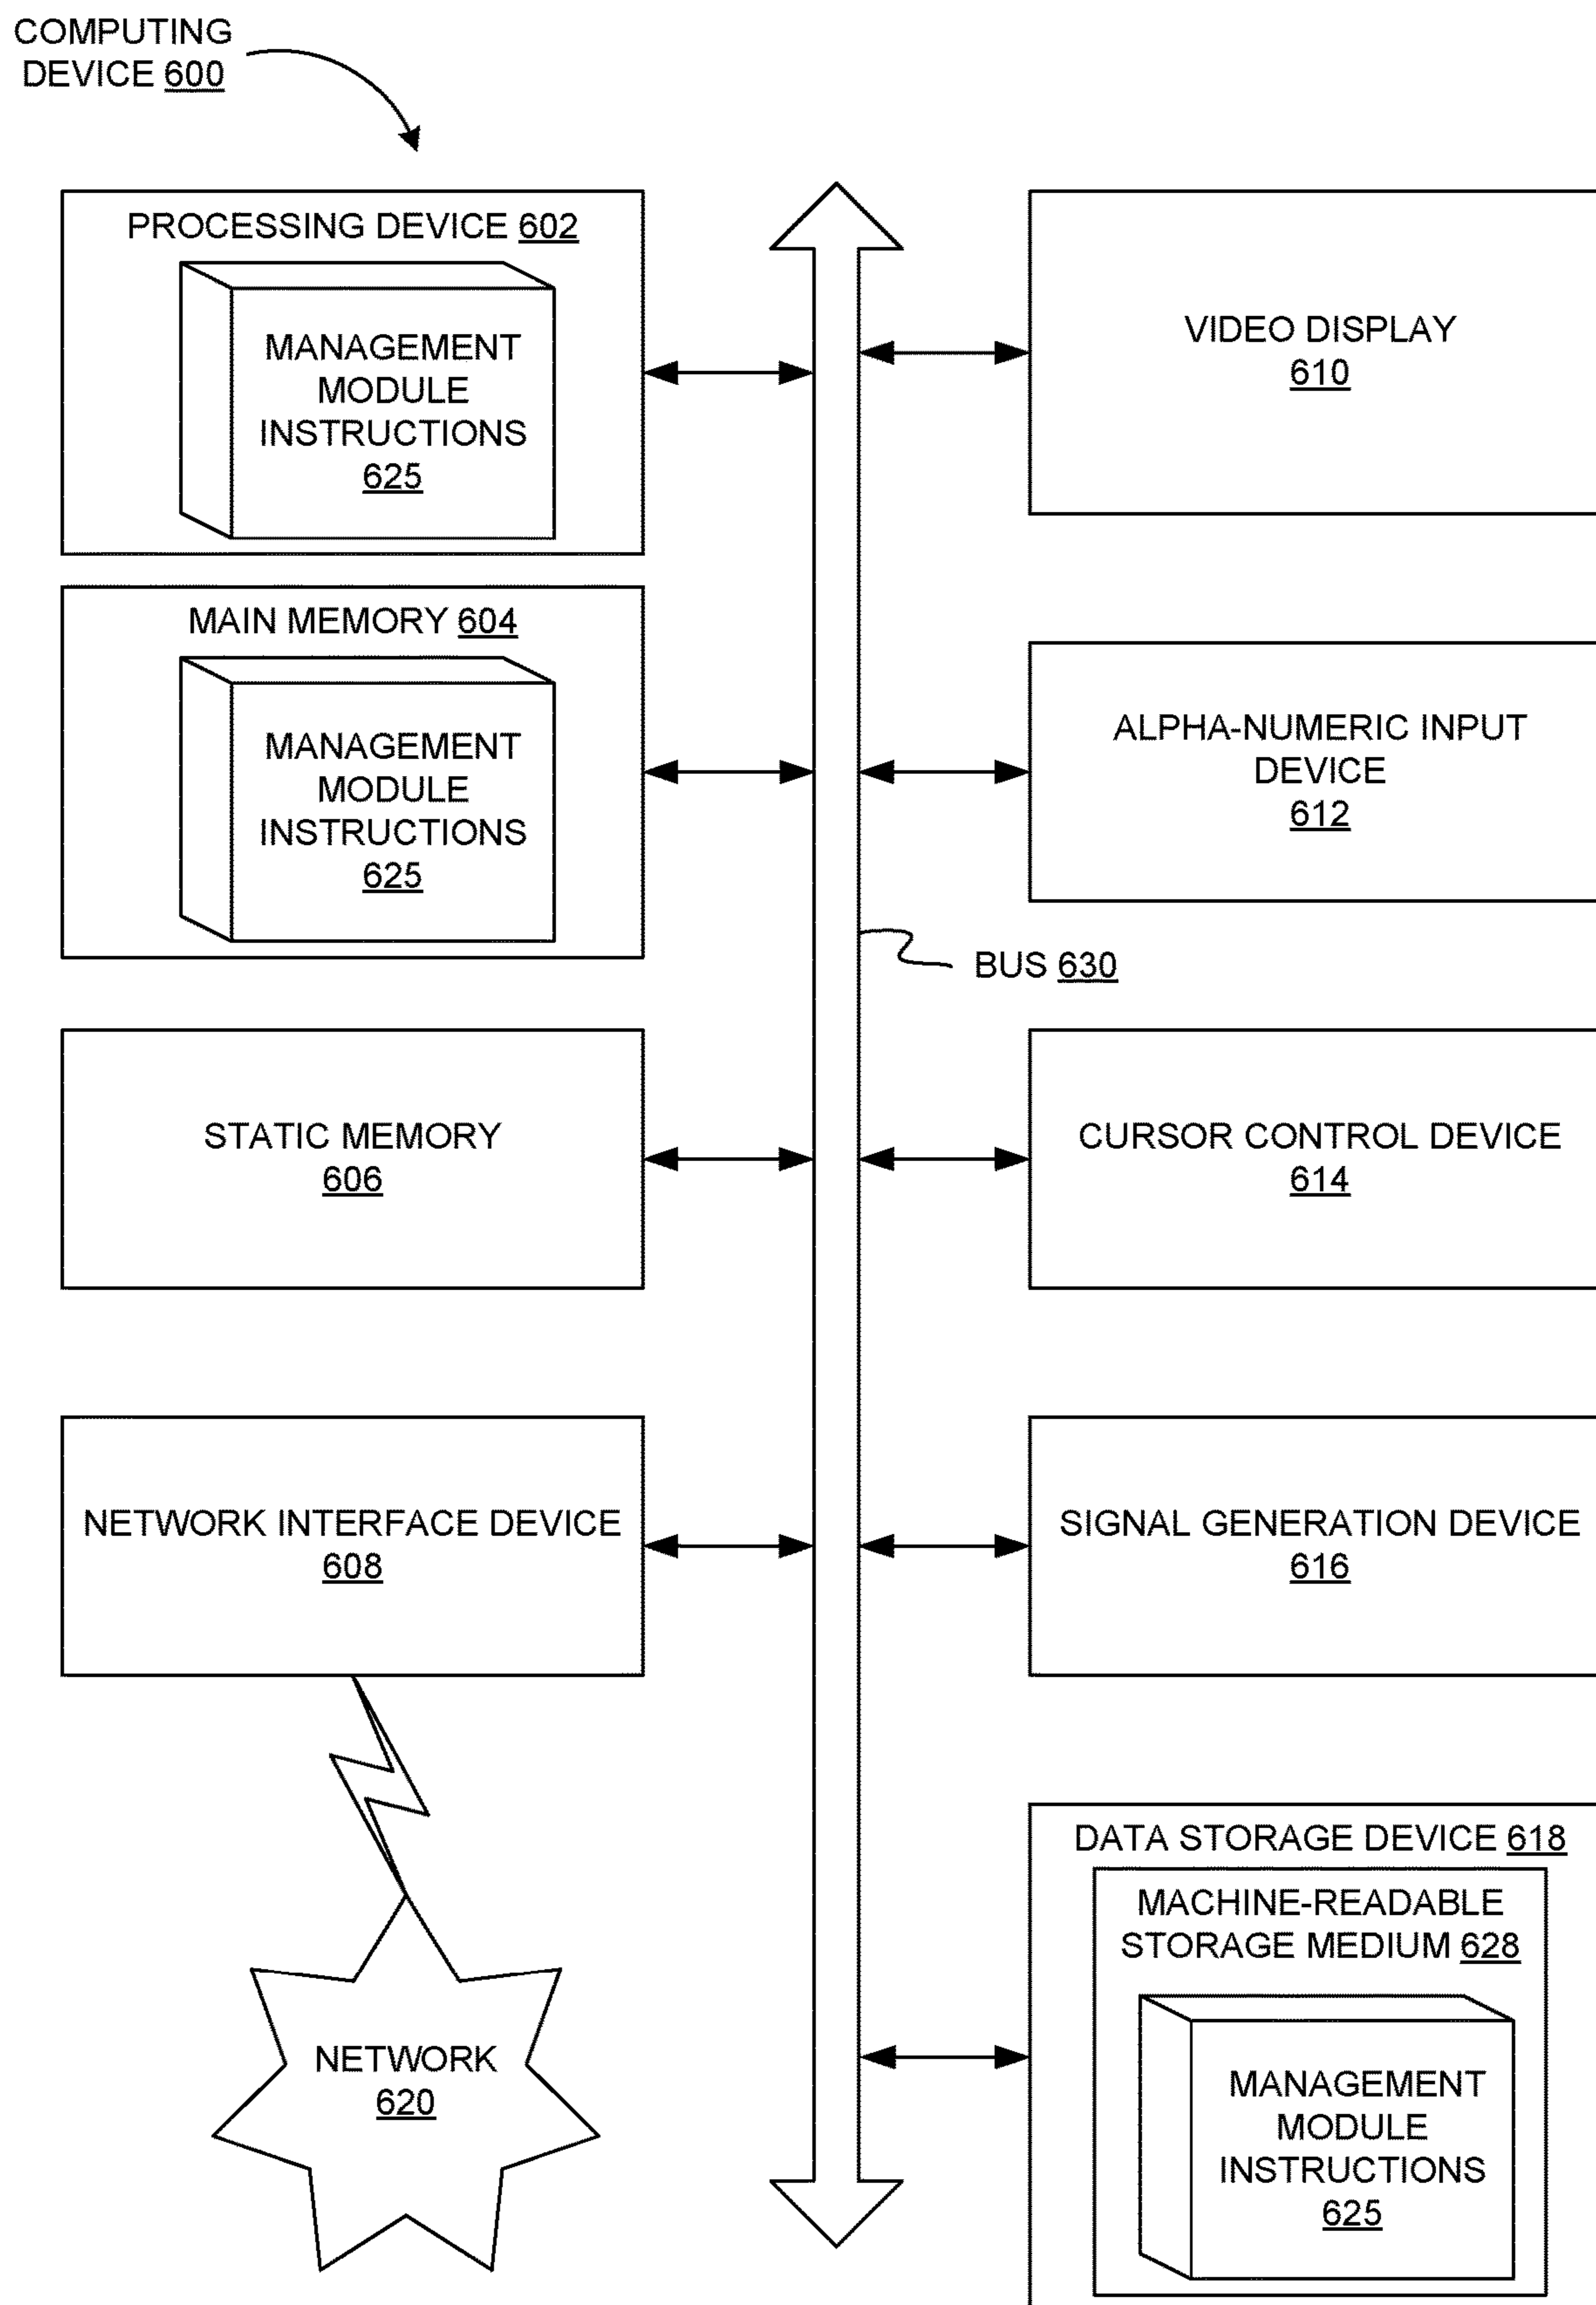 COMPUTING
DEVICE 600
PROCESSING DEVICE 602
MANAGEMENT
MODULE
INSTRUCTIONS
625
MAIN MEMORY 604
MANAGEMENT
MODULE
INSTRUCTIONS
625
STATIC MEMORY
606
NETWORK INTERFACE DEVICE
608
NETWORK
620
BUS 630
VIDEO DISPLAY
610
ALPHA-NUMERIC INPUT
DEVICE
612
CURSOR CONTROL DEVICE
614
SIGNAL GENERATION DEVICE
616
DATA STORAGE DEVICE 618
MACHINE-READABLE
STORAGE MEDIUM 628
MANAGEMENT
MODULE
INSTRUCTIONS
625